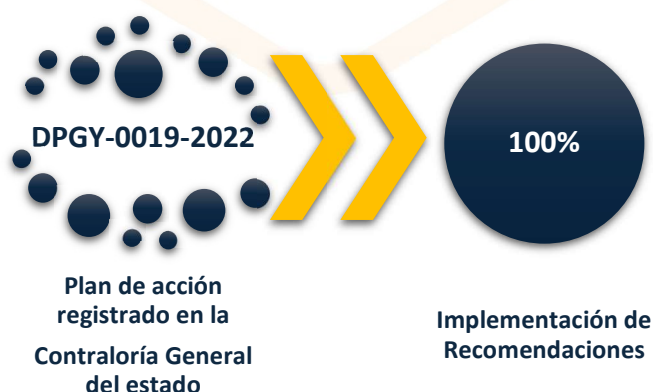 DPGY-0019-2022
100%
Plan de acción
registrado en la
Contraloría General
del estado
Implementación de
Recomendaciones